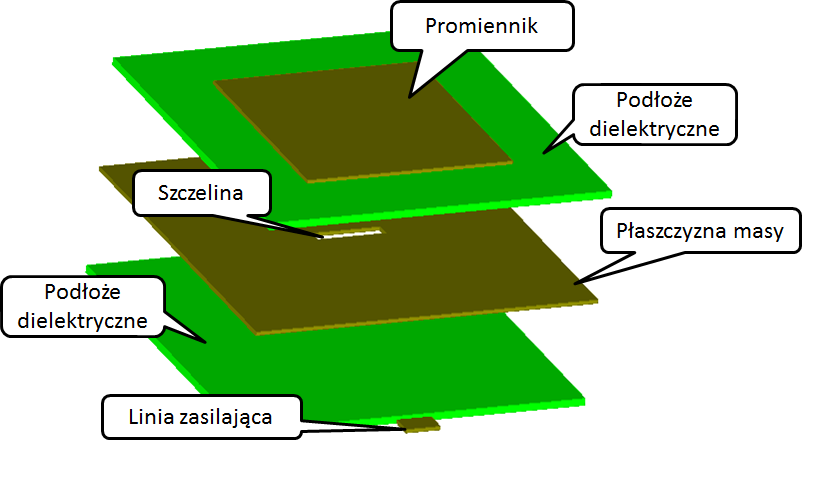 Promiennik
Podłoże
dielektryczne
Szczelina
Płaszczyzna masy
Podłoże
dielektryczne
Linia zasilająca